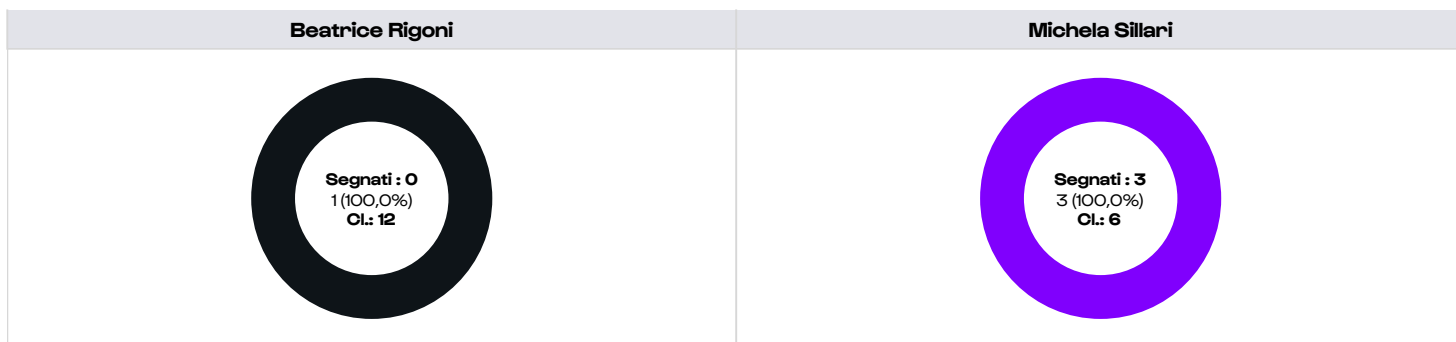 Beatrice Rigoni
Michela Sillari
Segnati : 0
1 (100,0%)
Cl.: 12
Segnati : 3
3 (100,0%)
Cl.: 6